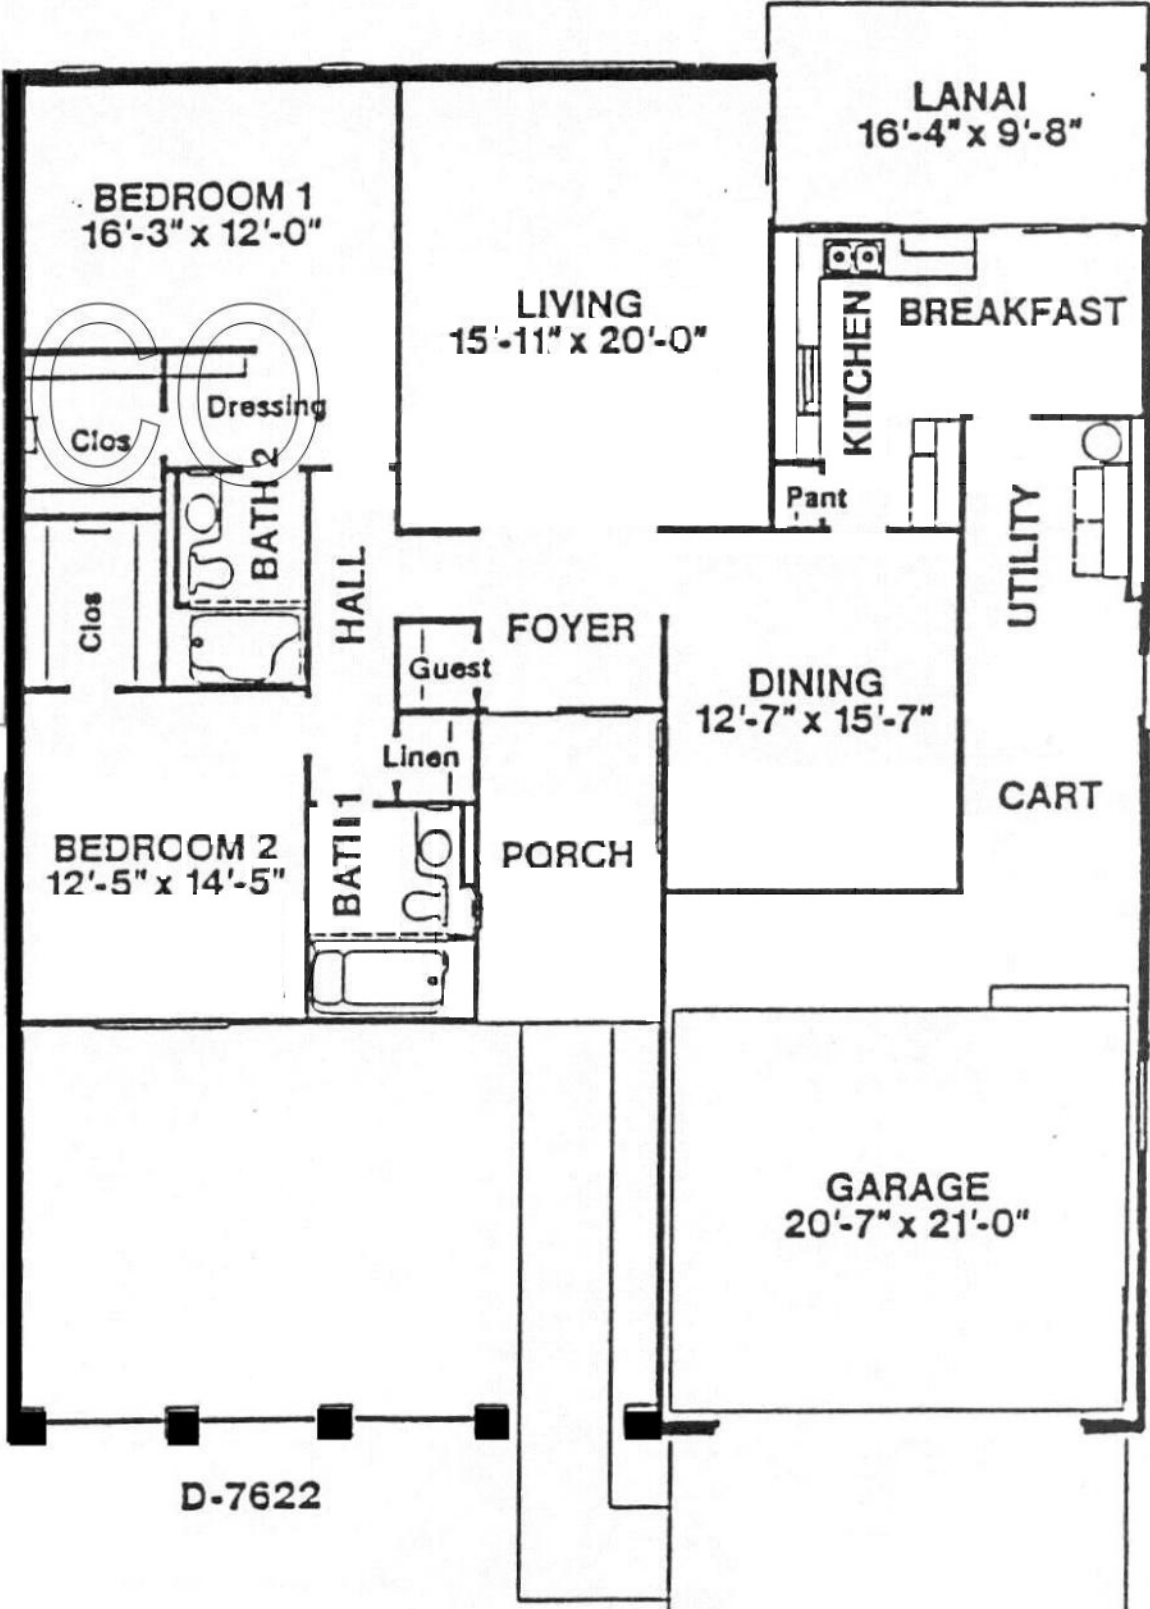 LANAI
16'-4" x 9'-8"
BEDROOM 1
16'-3" x 12'-0"
LIVING
15'-11" x 20'-0"
BREAKFAST
KITCHEN
CO
Dressing
Clos
BATH 2
Pant
UTILITY
HALL
Clos
FOYER
Guest
DINING
12'-7" x 15'-7"
Linen
CART
BATH 1
BEDROOM 2
12'-5" x 14'-5"
PORCH
GARAGE
20'-7" x 21'-0"
D-7622